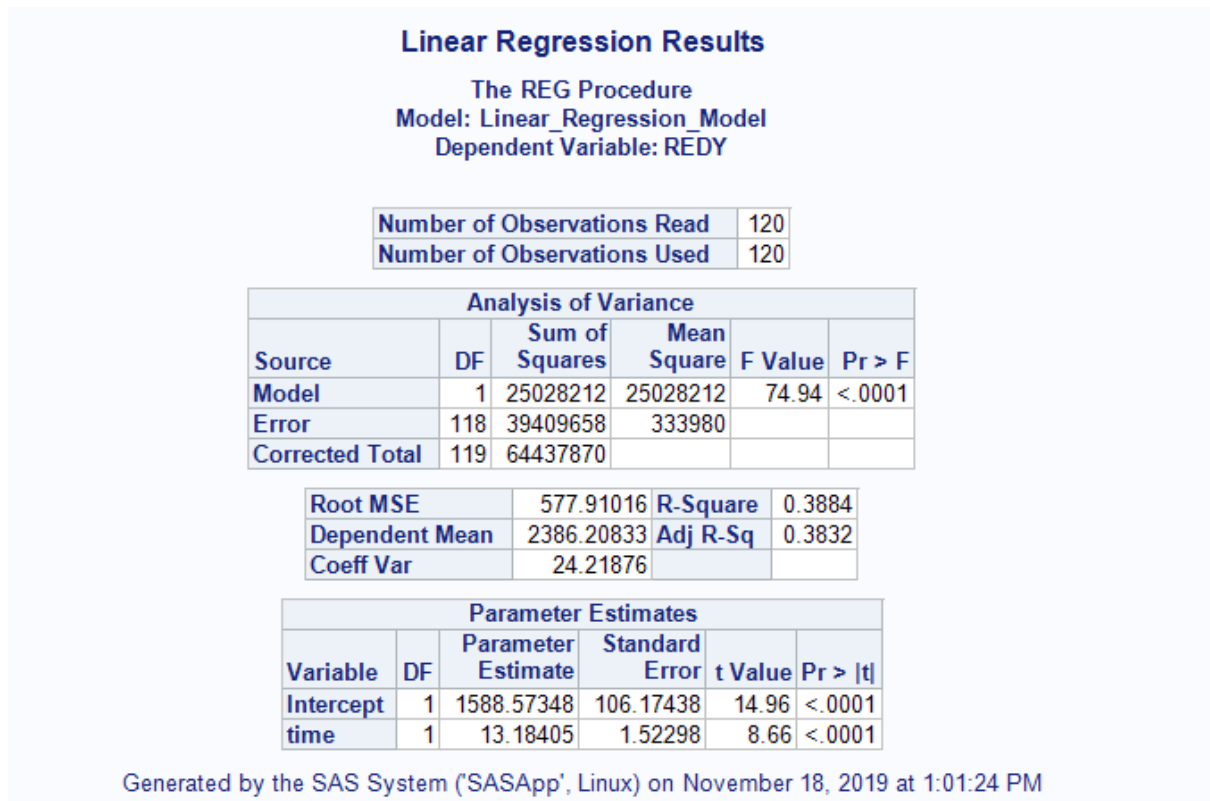 Linear Regression Results
The REG Procedure
Model: Linear_Regression_Model
Dependent Variable: REDY
Number of Observations Read 120
Number of Observations Used 120
Analysis of Variance
Source DF Sum of Squares Mean Square F Value Pr > F
Model 1 25028212 25028212 74.94 <.0001
Error 118 39409658 333980
Corrected Total 119 64437870
Root MSE 577.91016 R-Square 0.3884
Dependent Mean 2386.20833 Adj R-Sq 0.3832
Coeff Var 24.21876
Parameter Estimates
Variable DF Parameter Estimate Standard Error t Value Pr > |t|
Intercept 1 1588.57348 106.17438 14.96 <.0001
time 1 13.18405 1.52298 8.66 <.0001
Generated by the SAS System ('SASApp', Linux) on November 18, 2019 at 1:01:24 PM